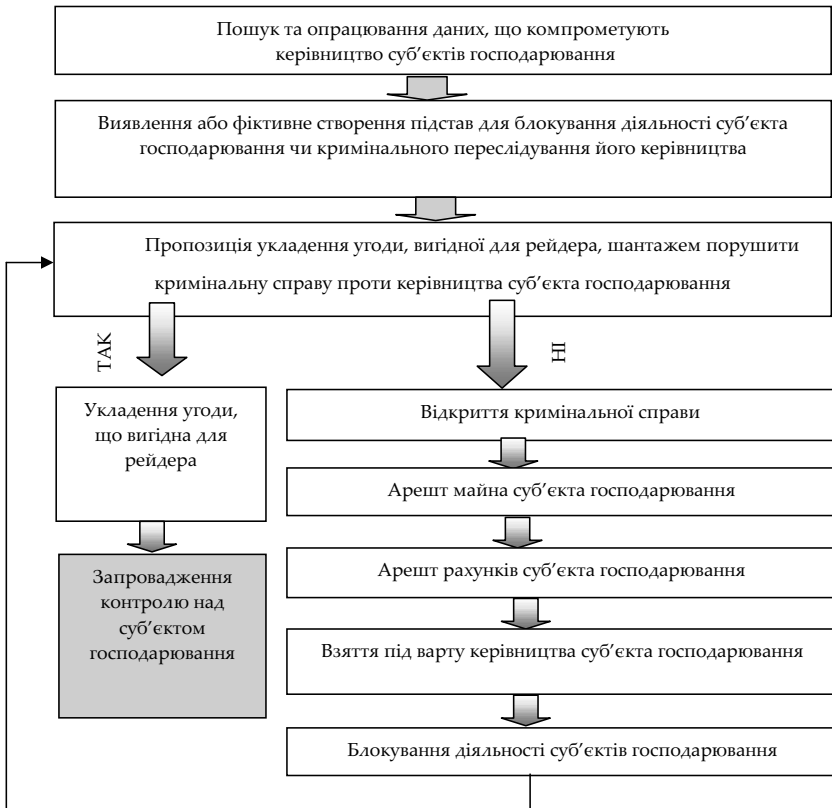 Пошук та опрацювання даних, що компрометують
керівництво суб’єктів господарювання
Виявлення або фіктивне створення підстав для блокування діяльності суб’єкта
господарювання чи кримінального переслідування його керівництва
Пропозиція укладення угоди, вигідної для рейдера, шантажем порушити
кримінальну справу проти керівництва суб’єкта господарювання
ТАК
НІ
Укладення угоди,
що вигідна для
рейдера
Запровадження
контролю над
суб’єктом
господарювання
Відкриття кримінальної справи
Арешт майна суб’єкта господарювання
Арешт рахунків суб’єкта господарювання
Взяття під варту керівництва суб’єкта господарювання
Блокування діяльності суб’єктів господарювання